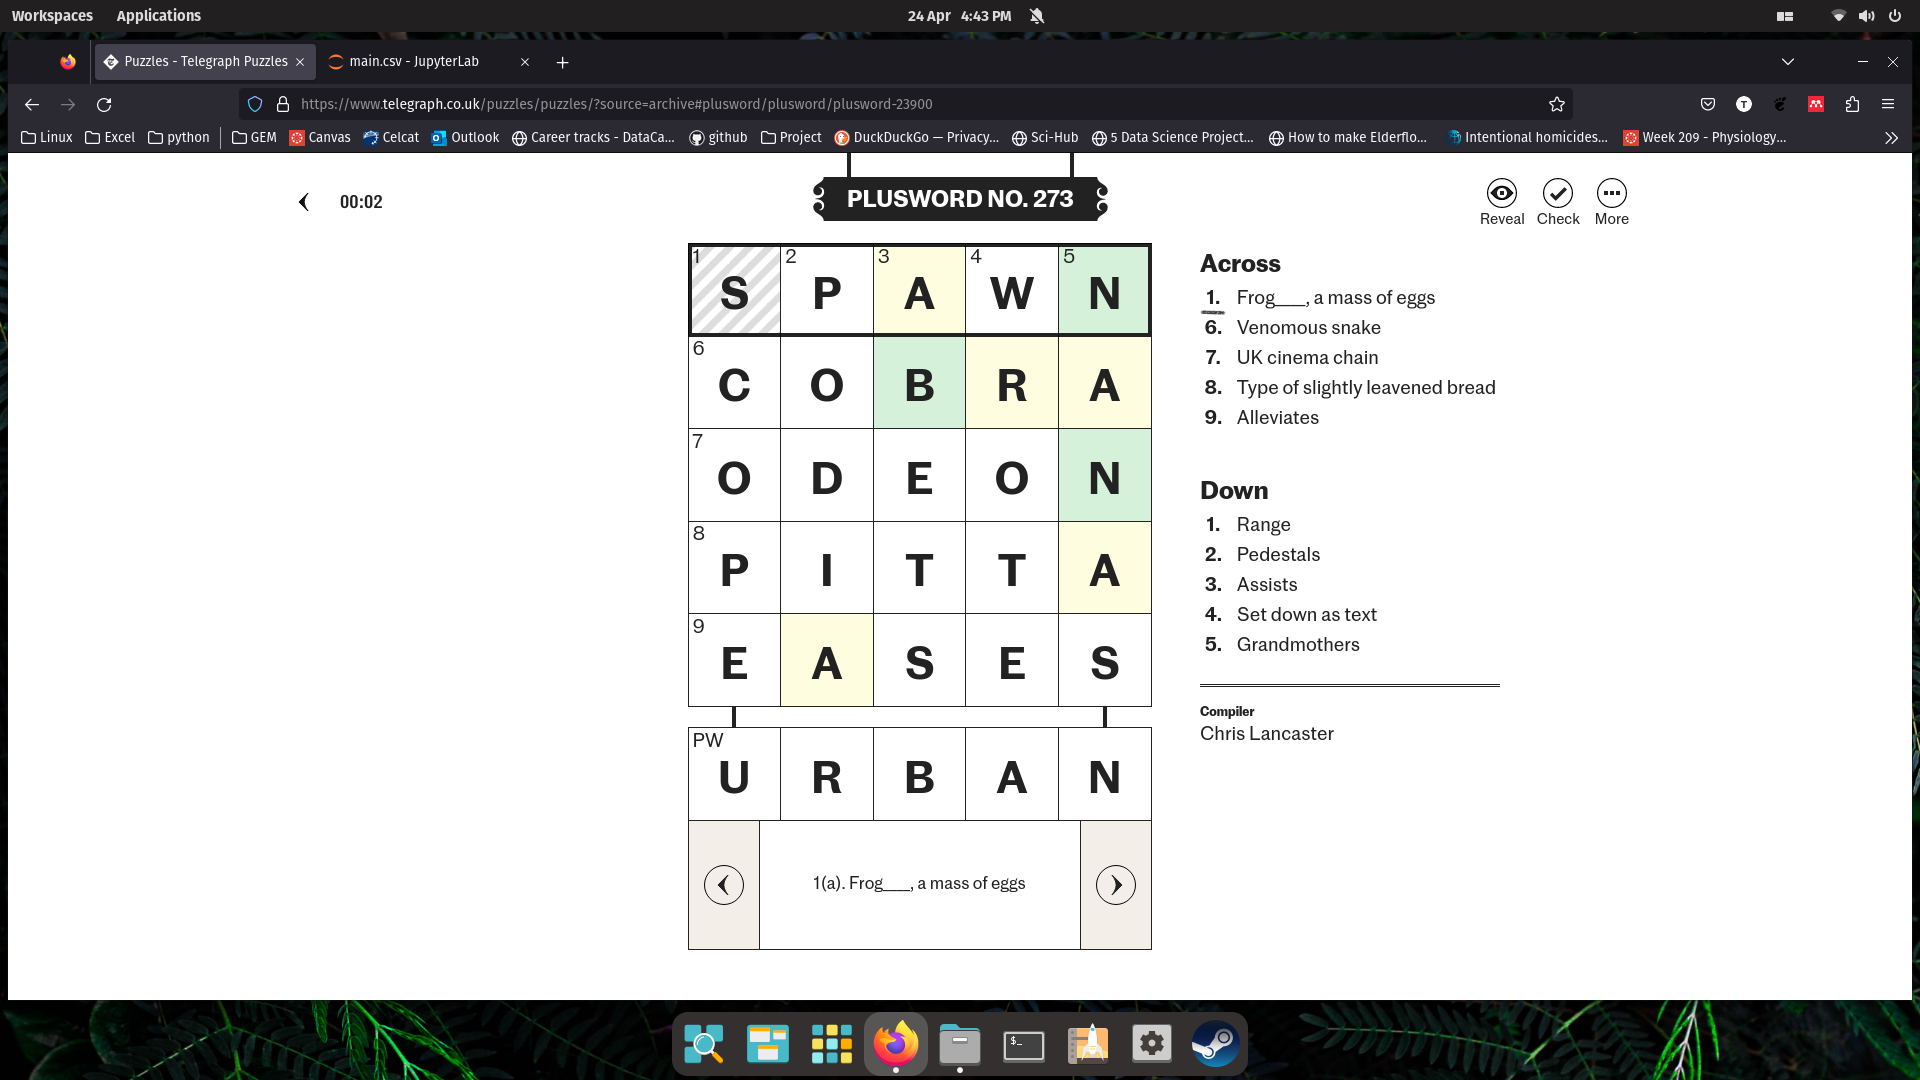 Workspaces Applications 24 Apr 4:43 PM
Puzzles - Telegraph Puzzles main.csv - JupyterLab
https://www.telegraph.co.uk/puzzles/puzzles/?source=archive#plusword/plusword/plusword-23900
Linux Excel python GEM Canvas Celcat Outlook Career tracks - DataCa... github Project DuckDuckGo — Privacy,... Sci-Hub 5 Data Science Project... How to make Elderflo... Intentional homicides... Week 209 - Physiology...
00:02
PLUSWORD NO. 273
Reveal Check More
1 S 2 P 3 A 4 W 5 N
6 C O B R A
7 O D E O N
8 P I T T A
9 E A S E S
PW U R B A N
1(a). Frog___, a mass of eggs
Across
1. Frog___, a mass of eggs
6. Venomous snake
7. UK cinema chain
8. Type of slightly leavened bread
9. Alleviates
Down
1. Range
2. Pedestals
3. Assists
4. Set down as text
5. Grandmothers
Compiler
Chris Lancaster